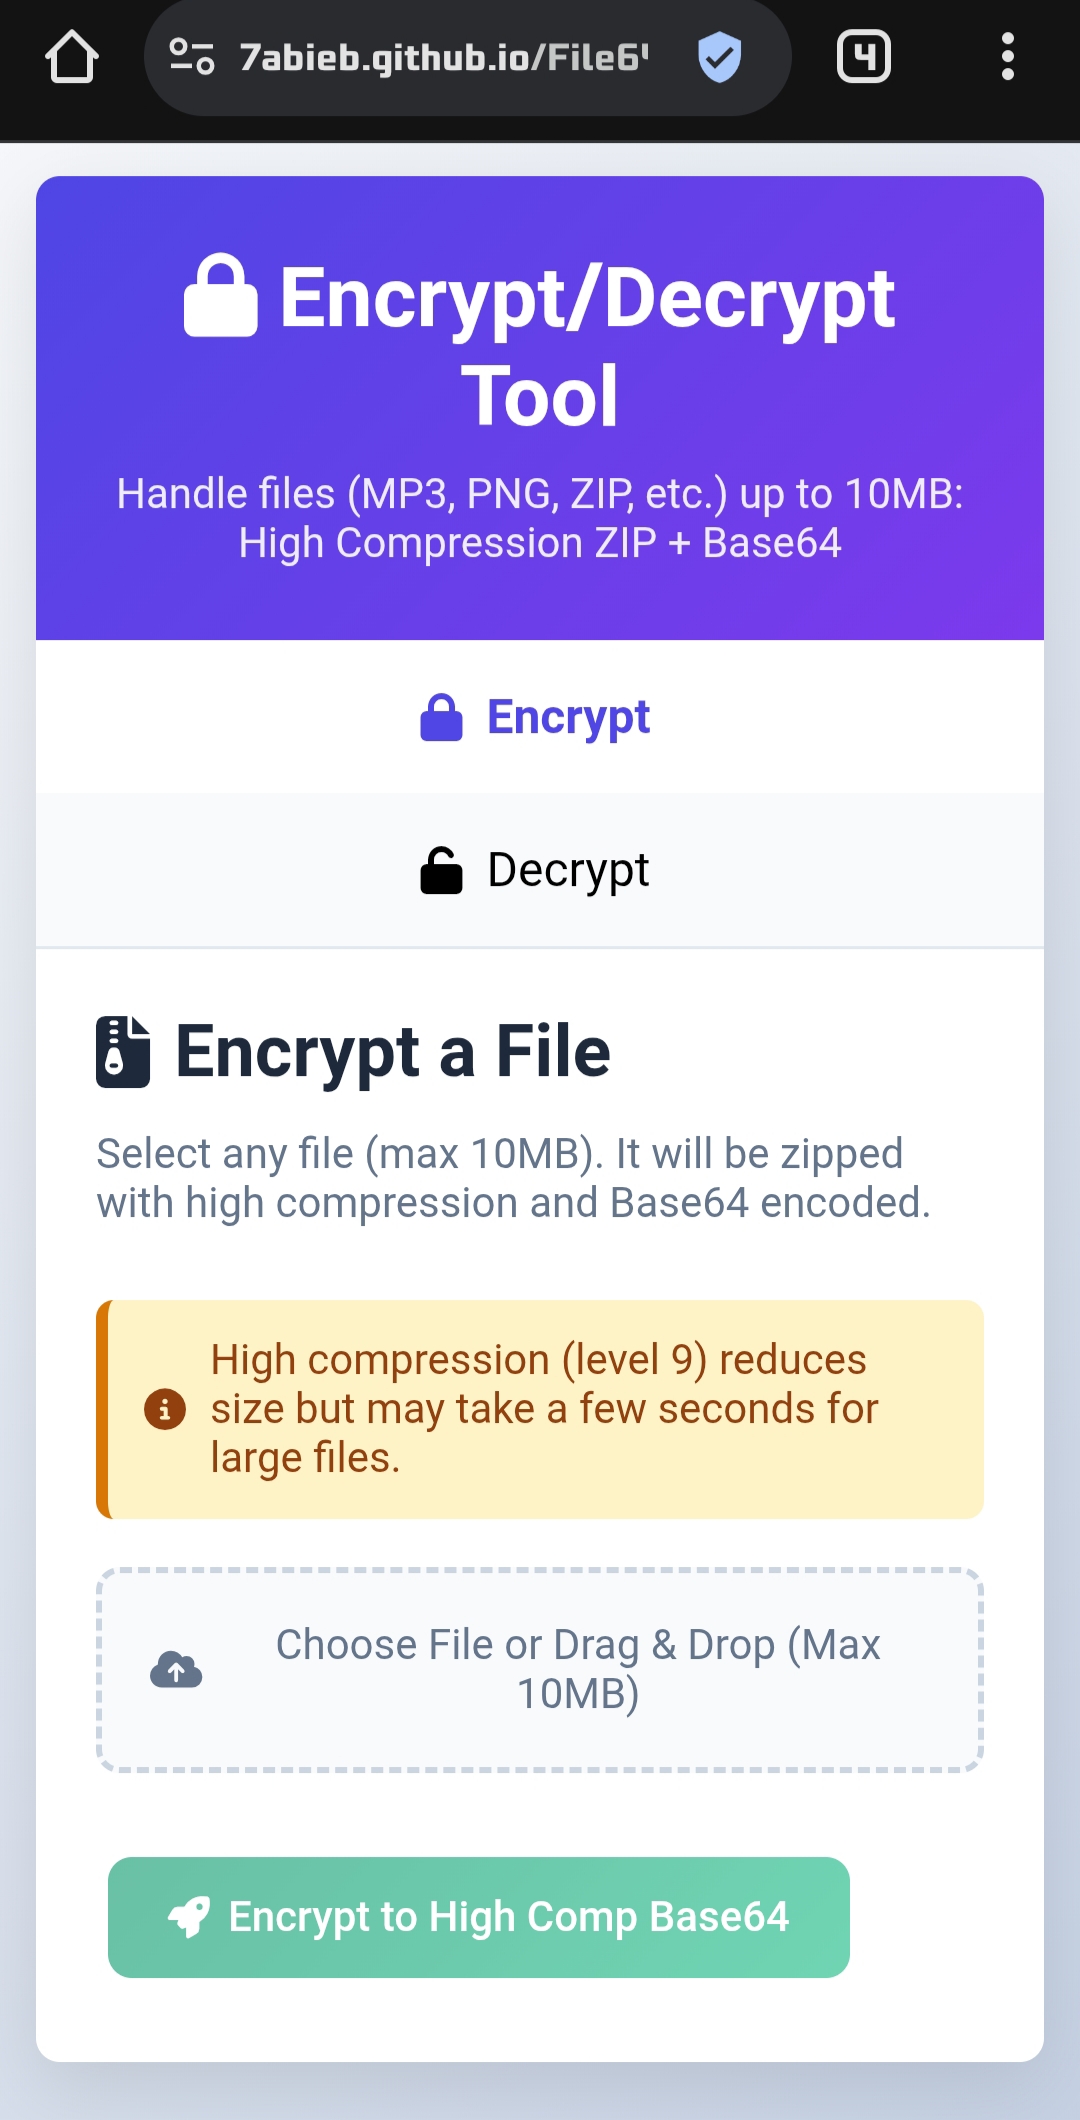 7abieb.github.io/File6
4
Encrypt/Decrypt
Tool
Handle files (MP3, PNG, ZIP, etc.) up to 10MB:
High Compression ZIP + Base64
Encrypt
Decrypt
Encrypt a File
Select any file (max 10MB). It will be zipped
with high compression and Base64 encoded.
High compression (level 9) reduces
size but may take a few seconds for
large files.
Choose File or Drag & Drop (Max
10MB)
Encrypt to High Comp Base64